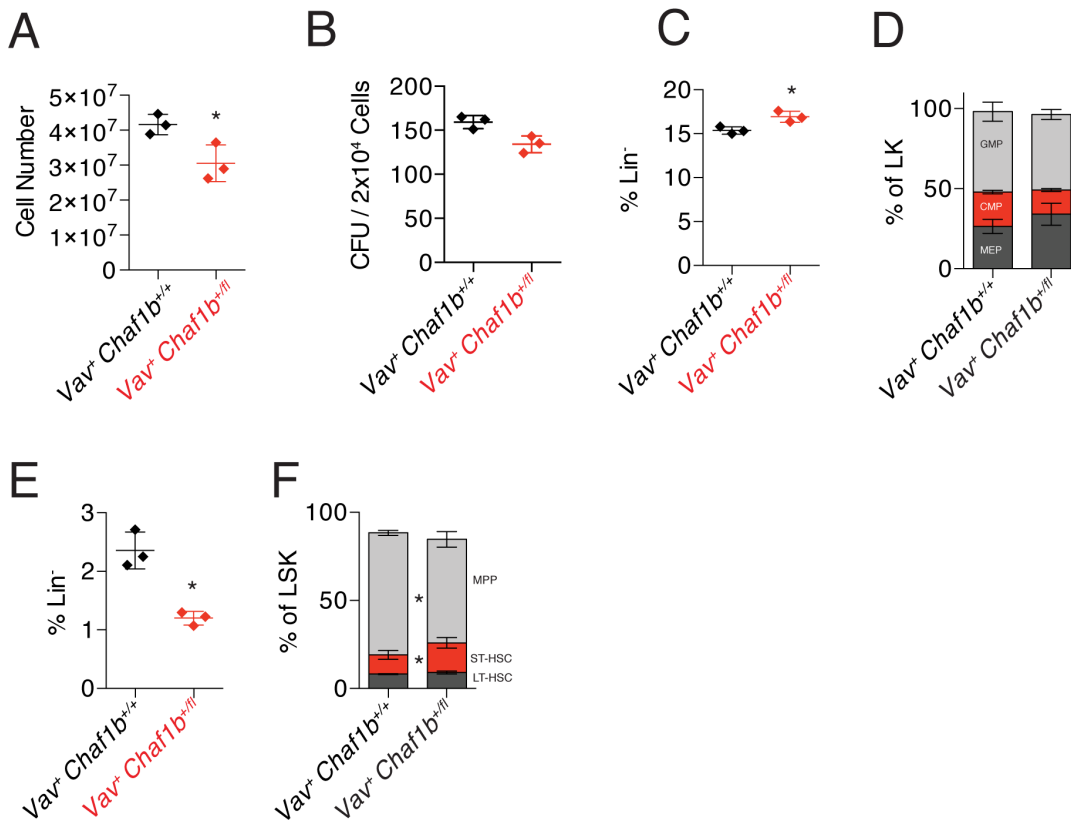 A
Cell Number
5×10⁷
4×10⁷
3×10⁷
2×10⁷
1×10⁷
0
*
Vav⁺ Chaf1b⁺/⁺
Vav⁺ Chaf1b⁺/ᶠˡ
B
CFU / 2x10⁴ Cells
200
150
100
50
0
Vav⁺ Chaf1b⁺/⁺
Vav⁺ Chaf1b⁺/ᶠˡ
C
% Lin⁻
20
15
10
5
0
*
Vav⁺ Chaf1b⁺/⁺
Vav⁺ Chaf1b⁺/ᶠˡ
D
% of LK
100
50
0
GMP
CMP
MEP
Vav⁺ Chaf1b⁺/⁺
Vav⁺ Chaf1b⁺/ᶠˡ
E
% Lin⁻
3
2
1
0
*
Vav⁺ Chaf1b⁺/⁺
Vav⁺ Chaf1b⁺/ᶠˡ
F
% of LSK
100
50
0
*
*
MPP
ST-HSC
LT-HSC
Vav⁺ Chaf1b⁺/⁺
Vav⁺ Chaf1b⁺/ᶠˡ